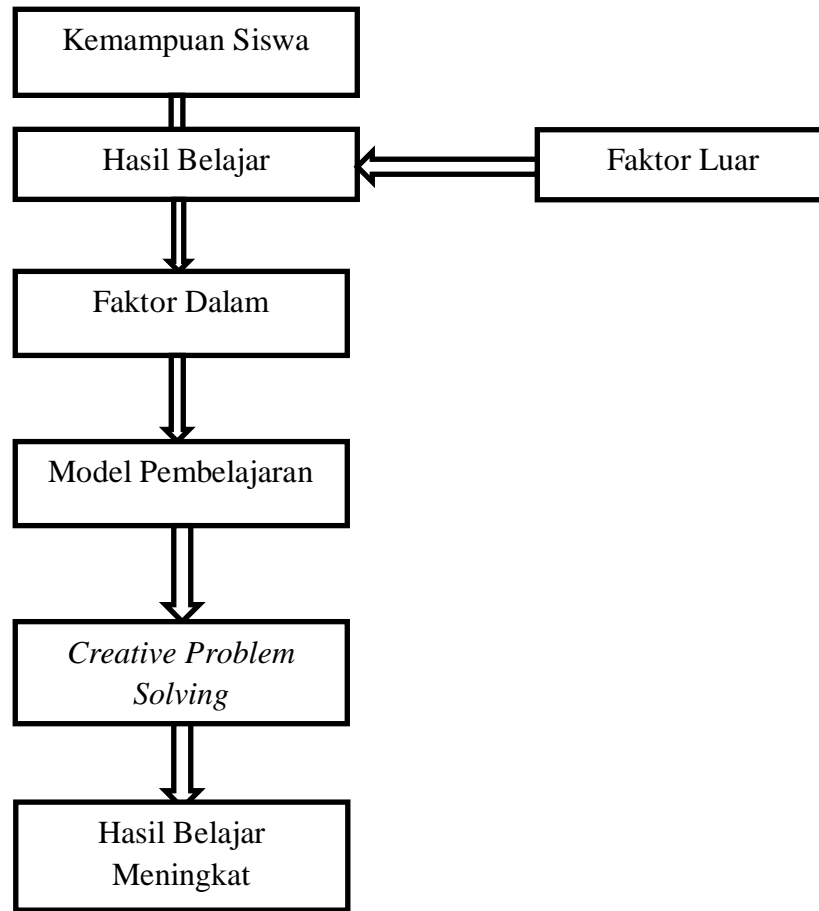 Kemampuan Siswa
Hasil Belajar
Faktor Luar
Faktor Dalam
Model Pembelajaran
Creative Problem
Solving
Hasil Belajar
Meningkat